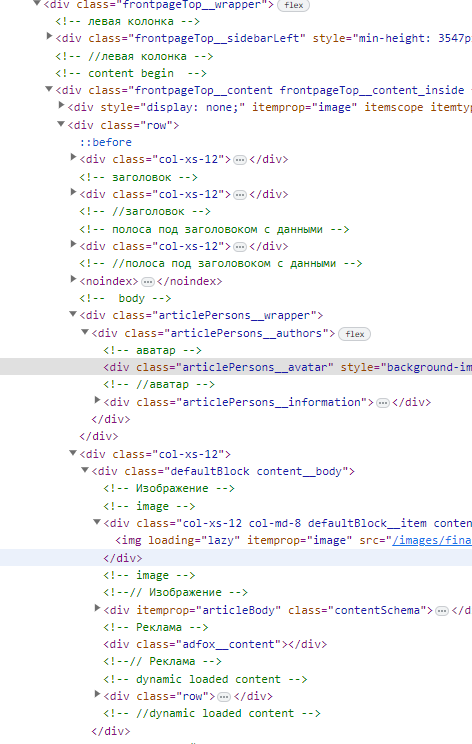 <div class="frontpageTop__wrapper"> flex
<!-- левая колонка -->
<div class="frontpageTop__sidebarLeft" style="min-height: 3547p
<!-- //левая колонка -->
<!-- content begin  -->
<div class="frontpageTop__content frontpageTop__content_inside
<div style="display: none;" itemprop="image" itemscope itemtyp
<div class="row">
::before
<div class="col-xs-12"> … </div>
<!-- заголовок -->
<div class="col-xs-12"> … </div>
<!-- //заголовок -->
<!-- полоса под заголовоком с данными -->
<div class="col-xs-12"> … </div>
<!-- //полоса под заголовоком с данными -->
<noindex> … </noindex>
<!--  body -->
<div class="articlePersons__wrapper">
<div class="articlePersons__authors"> flex
<!-- аватар -->
<div class="articlePersons__avatar" style="background-im
<!-- //аватар -->
<div class="articlePersons__information"> … </div>
</div>
</div>
<div class="col-xs-12">
<div class="defaultBlock content__body">
<!-- Изображение -->
<!-- image -->
<div class="col-xs-12 col-md-8 defaultBlock__item conten
<img loading="lazy" itemprop="image" src="/images/fina
</div>
<!-- image -->
<!--// Изображение -->
<div itemprop="articleBody" class="contentSchema"> … </d
<!-- Реклама -->
<div class="adfox__content"></div>
<!--// Реклама -->
<!-- dynamic loaded content -->
<div class="row"> … </div>
<!-- //dynamic loaded content -->
</div>